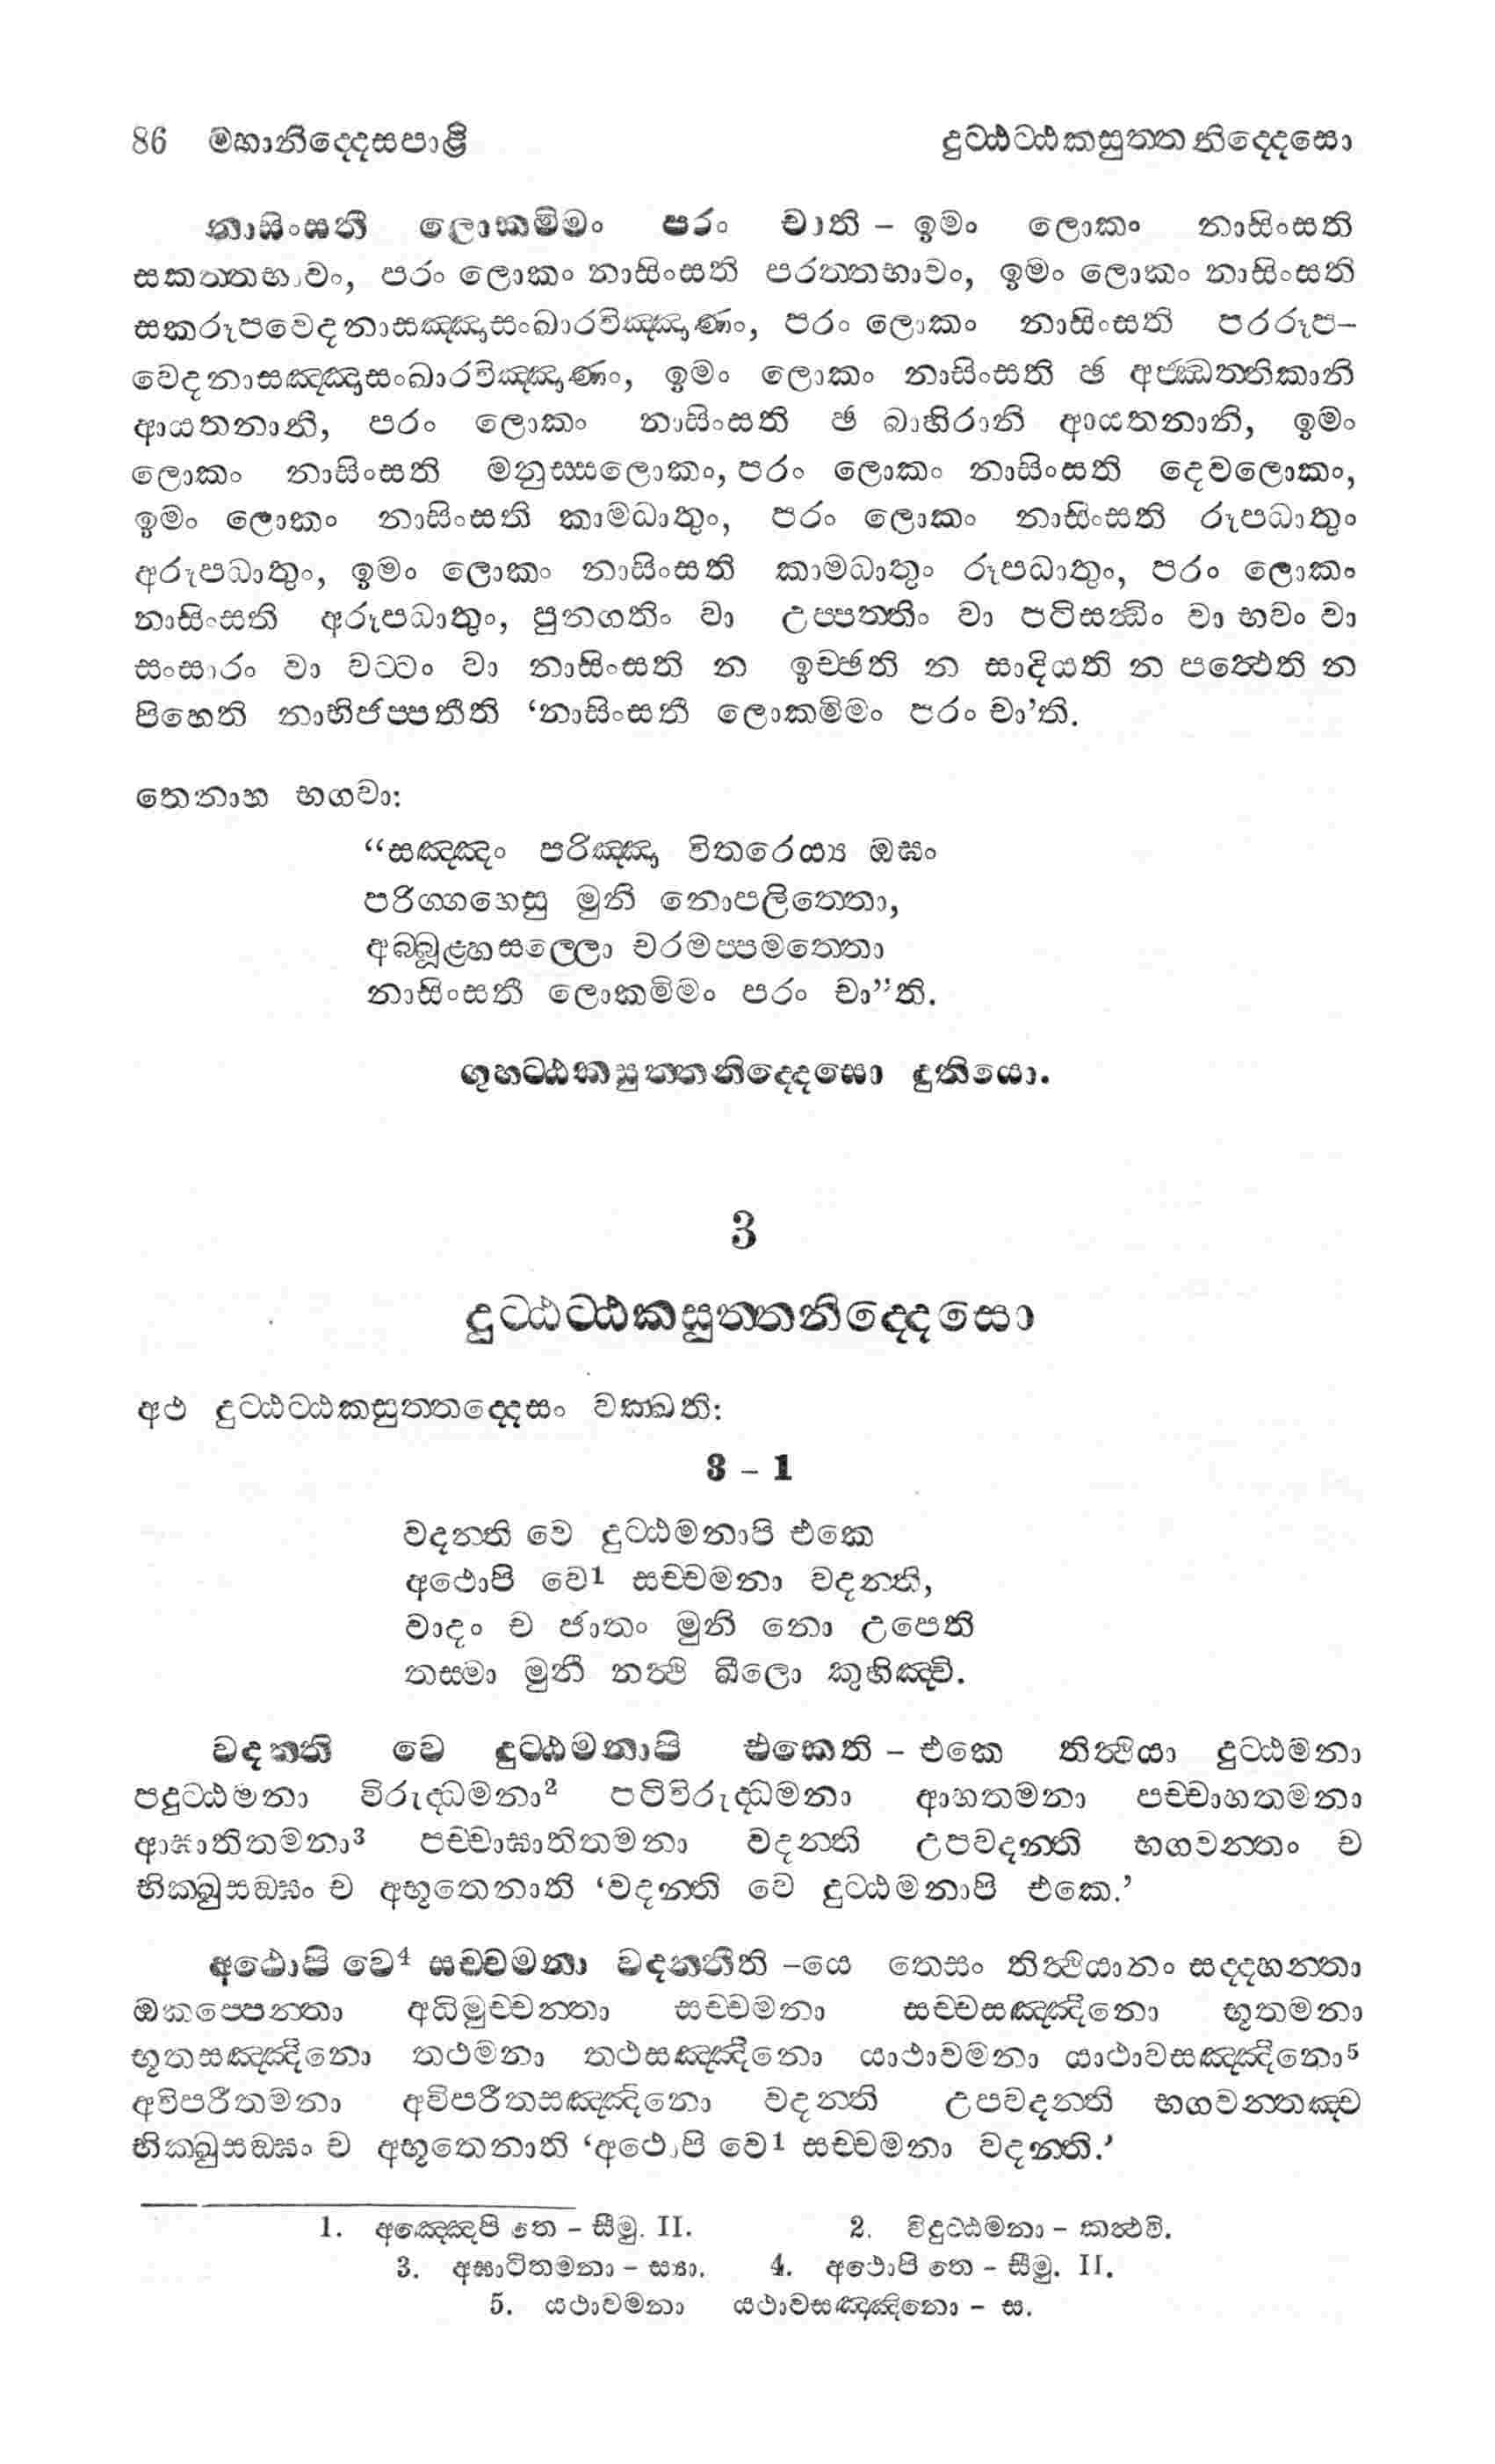 86 මහානිද්දෙසපාළි දුට්ඨට්ඨකසුත්තනිද්දෙසො
නාසිංසතී ලොකමිමං පරං චාති – ඉමං ලොකං නාසිංසති
සකත්තභාවං, පරං ලොකං නාසිංසති පරත්තභාවං, ඉමං ලොකං නාසිංසති
සකරූපවෙදනාසඤ්ඤාසංඛාරවිඤ්ඤාණං, පරං ලොකං නාසිංසති පරරූප–
වෙදනාසඤ්ඤාසංඛාරවිඤ්ඤාණං, ඉමං ලොකං නාසිංසති ඡ අජ්ඣත්තිකානි
ආයතනානි, පරං ලොකං නාසිංසති ඡ බාහිරානි ආයතනානි, ඉමං
ලොකං නාසිංසති මනුස්සලොකං, පරං ලොකං නාසිංසති දෙවලොකං,
ඉමං ලොකං නාසිංසති කාමධාතුං, පරං ලොකං නාසිංසති රූපධාතුං
අරූපධාතුං, ඉමං ලොකං නාසිංසති කාමධාතුං රූපධාතුං, පරං ලොකං
නාසිංසති අරූපධාතුං, පුනගතිං වා උප්පත්තිං වා පටිසන්ධිං වා භවං වා
සංසාරං වා වට්ටං වා නාසිංසති න ඉච්ඡති න සාදියති න පත්ථෙති න
පිහෙති නාභිජප්පතීති ‘නාසිංසතී ලොකමිමං පරං චා’ති.
තෙනාහ භගවා:
“සඤ්ඤං පරිඤ්ඤා විතරෙය්‍ය ඔඝං
පරිග්ගහෙසු මුනි නොපලිත්තො,
අබ්බූළ්හසල්ලො චරමප්පමත්තො
නාසිංසතී ලොකමිමං පරං චා”ති.
ගුහට්ඨකසුත්තනිද්දෙසො දුතියො.
3
දුට්ඨට්ඨකසුත්තනිද්දෙසො
අථ දුට්ඨට්ඨකසුත්තද්දෙසං වක්ඛති:
3 – 1
වදන්ති වෙ දුට්ඨමනාපි එකෙ
අථොපි වෙ1 සච්චමනා වදන්ති,
වාදං ච ජාතං මුනි නො උපෙති
තස්මා මුනී නත්ථි ඛීලො කුහිඤ්චි.
වදන්ති වෙ දුට්ඨමනාපි එකෙති – එකෙ තිත්ථියා දුට්ඨමනා
පදුට්ඨමනා විරුද්ධමනා2 පටිවිරුද්ධමනා ආහතමනා පච්චාහතමනා
ආඝාතිතමනා3 පච්චාඝාතිතමනා වදන්ති උපවදන්ති භගවන්තං ච
භික්ඛුසඞ්ඝං ච අභූතෙනාති ‘වදන්ති වෙ දුට්ඨමනාපි එකෙ.’
අථොපි වෙ4 සච්චමනා වදන්තීති –යෙ තෙසං තිත්ථියානං සද්දහන්තා
ඔකප්පෙන්තා අධිමුච්චන්තා සච්චමනා සච්චසඤ්ඤිනො භූතමනා
භූතසඤ්ඤිනො තථමනා තථසඤ්ඤිනො යාථාවමනා යාථාවසඤ්ඤිනො5
අවිපරීතමනා අවිපරීතසඤ්ඤිනො වදන්ති උපවදන්ති භගවන්තඤ්ච
භික්ඛුසඞ්ඝං ච අභූතෙනාති ‘අථොපි වෙ1 සච්චමනා වදන්ති.’
1. අඤ්ඤෙපි තෙ – සීමු. II. 2. විදුට්ඨමනා – කත්ථවි.
3. අඝාටිතමනා – ස්‍යා. 4. අථොපි තෙ – සීමු. II.
5. යථාවමනා යථාවසඤ්ඤිනො – ස.